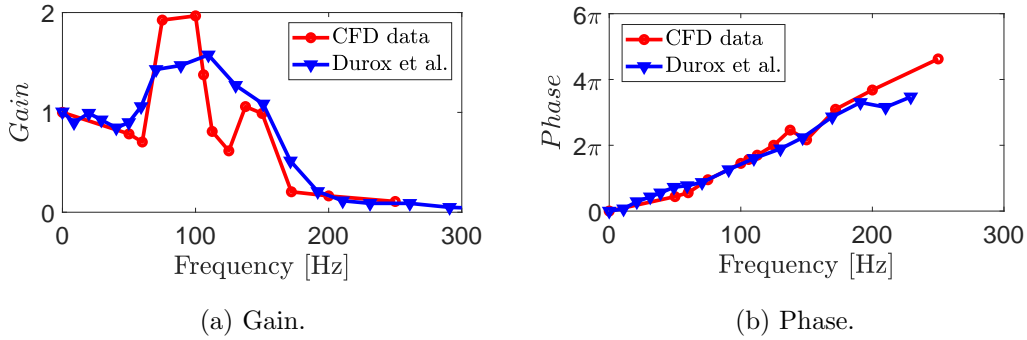 2
1
0
Gain
CFD data
Durox et al.
0
100
200
300
Frequency [Hz]
(a) Gain.
6π
4π
2π
0
Phase
CFD data
Durox et al.
0
100
200
300
Frequency [Hz]
(b) Phase.